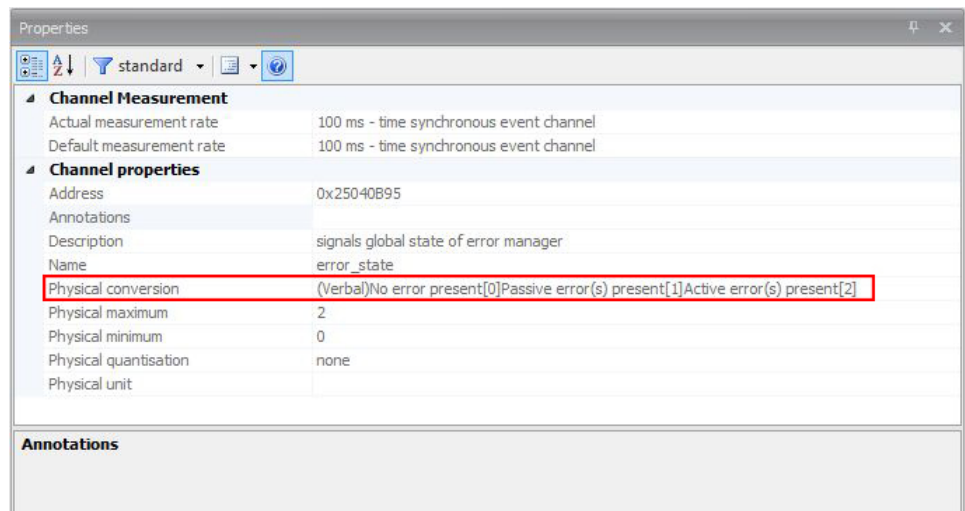 Properties
standard
Channel Measurement
Actual measurement rate 100 ms - time synchronous event channel
Default measurement rate 100 ms - time synchronous event channel
Channel properties
Address 0x25040B95
Annotations
Description signals global state of error manager
Name error_state
Physical conversion (Verbal)No error present[0]Passive error(s) present[1]Active error(s) present[2]
Physical maximum 2
Physical minimum 0
Physical quantisation none
Physical unit
Annotations